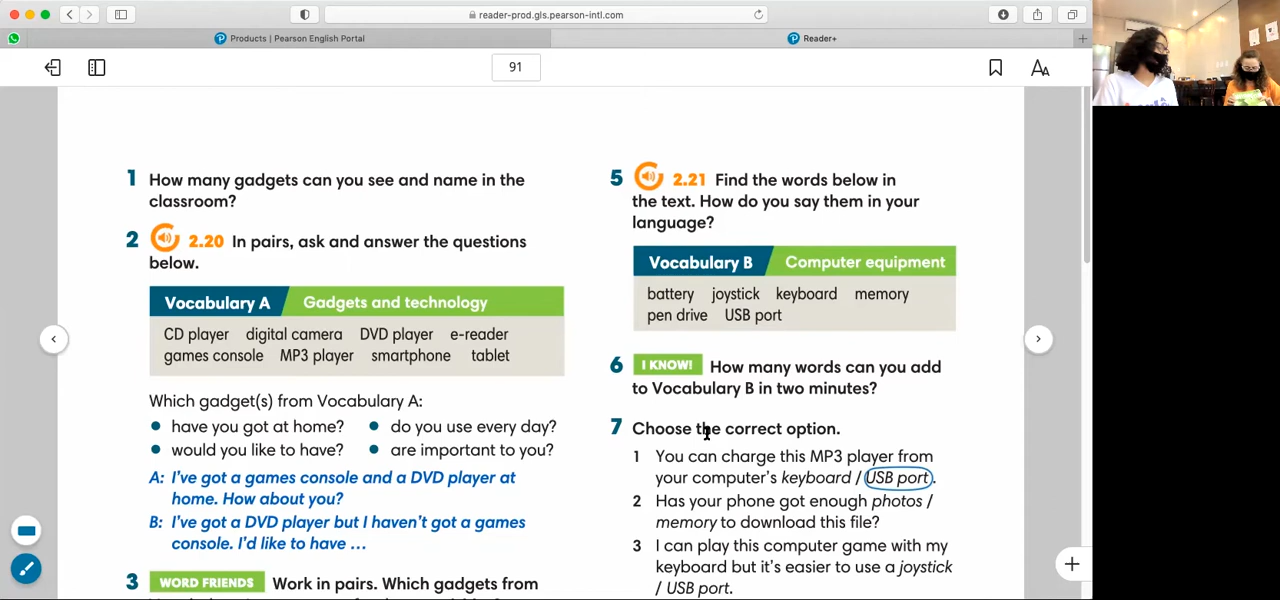 reader-prod.gls.pearson-intl.com
Products | Pearson English Portal
Reader+
91
AA
1 How many gadgets can you see and name in the
classroom?
2 2.20 In pairs, ask and answer the questions
below.
Vocabulary A Gadgets and technology
CD player digital camera DVD player e-reader
games console MP3 player smartphone tablet
Which gadget(s) from Vocabulary A:
• have you got at home? • do you use every day?
• would you like to have? • are important to you?
A: I've got a games console and a DVD player at
home. How about you?
B: I've got a DVD player but I haven't got a games
console. I'd like to have ...
3 WORD FRIENDS Work in pairs. Which gadgets from
5 2.21 Find the words below in
the text. How do you say them in your
language?
Vocabulary B Computer equipment
battery joystick keyboard memory
pen drive USB port
6 I KNOW! How many words can you add
to Vocabulary B in two minutes?
7 Choose the correct option.
1 You can charge this MP3 player from
your computer's keyboard / USB port.
2 Has your phone got enough photos /
memory to download this file?
3 I can play this computer game with my
keyboard but it's easier to use a joystick
/ USB port.